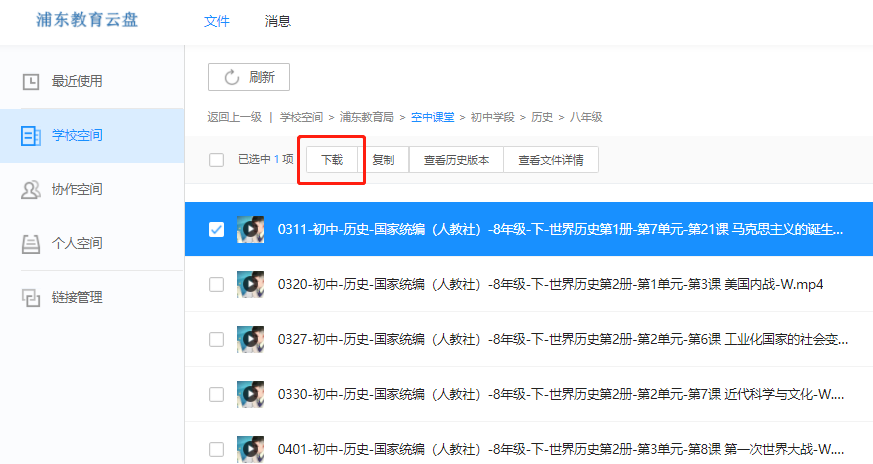 浦东教育云盘 文件 消息
最近使用
学校空间
协作空间
个人空间
链接管理
刷新
返回上一级 | 学校空间 > 浦东教育局 > 空中课堂 > 初中学段 > 历史 > 八年级
已选中 1 项 下载 复制 查看历史版本 查看文件详情
0311-初中-历史-国家统编（人教社）-8年级-下-世界历史第1册-第7单元-第21课 马克思主义的诞生...
0320-初中-历史-国家统编（人教社）-8年级-下-世界历史第2册-第1单元-第3课 美国内战-W.mp4
0327-初中-历史-国家统编（人教社）-8年级-下-世界历史第2册-第2单元-第6课 工业化国家的社会变...
0330-初中-历史-国家统编（人教社）-8年级-下-世界历史第2册-第2单元-第7课 近代科学与文化-W....
0401-初中-历史-国家统编（人教社）-8年级-下-世界历史第2册-第3单元-第8课 第一次世界大战-W....